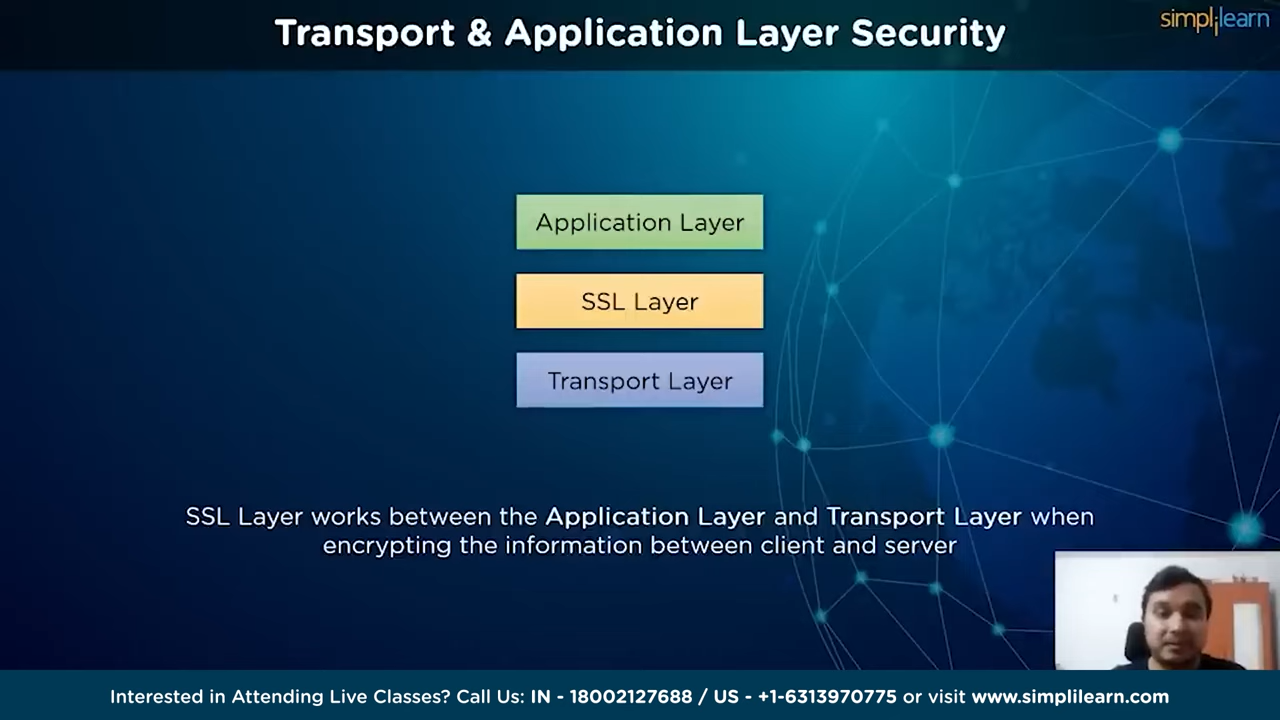 Transport & Application Layer Security
simplilearn
Application Layer
SSL Layer
Transport Layer
SSL Layer works between the Application Layer and Transport Layer when
encrypting the information between client and server
Interested in Attending Live Classes? Call Us: IN - 18002127688 / US - +1-6313970775 or visit www.simplilearn.com